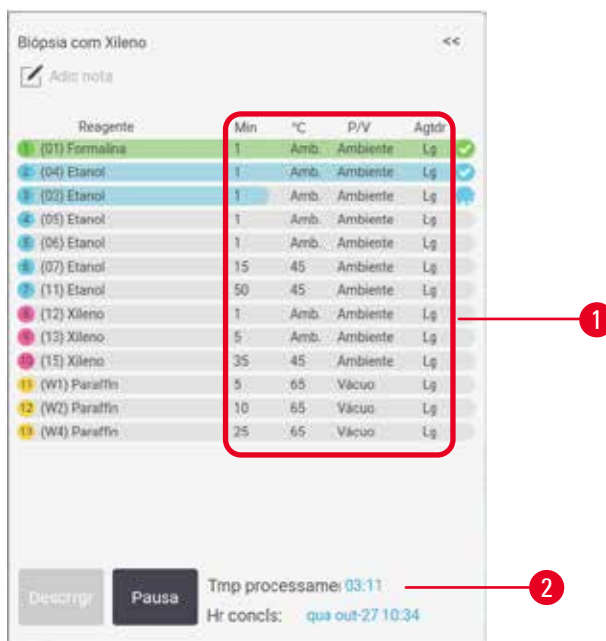 Biópsia com Xileno <<
Adic nota
Reagente Min °C P/V Agtdr
1 (01) Formalina 1 Amb. Ambiente Lg
2 (04) Etanol 1 Amb. Ambiente Lg
3 (03) Etanol 1 Amb. Ambiente Lg
4 (05) Etanol 1 Amb. Ambiente Lg
5 (06) Etanol 1 Amb. Ambiente Lg
6 (07) Etanol 15 45 Ambiente Lg
7 (11) Etanol 50 45 Ambiente Lg
8 (12) Xileno 1 Amb. Ambiente Lg
9 (13) Xileno 5 Amb. Ambiente Lg
10 (15) Xileno 35 45 Ambiente Lg
11 (W1) Paraffin 5 65 Vácuo Lg
12 (W2) Paraffin 10 65 Vácuo Lg
13 (W4) Paraffin 25 65 Vácuo Lg
1
Descrrgr Pausa
Tmp processame 03:11
2
Hr concls: qua out-27 10:34